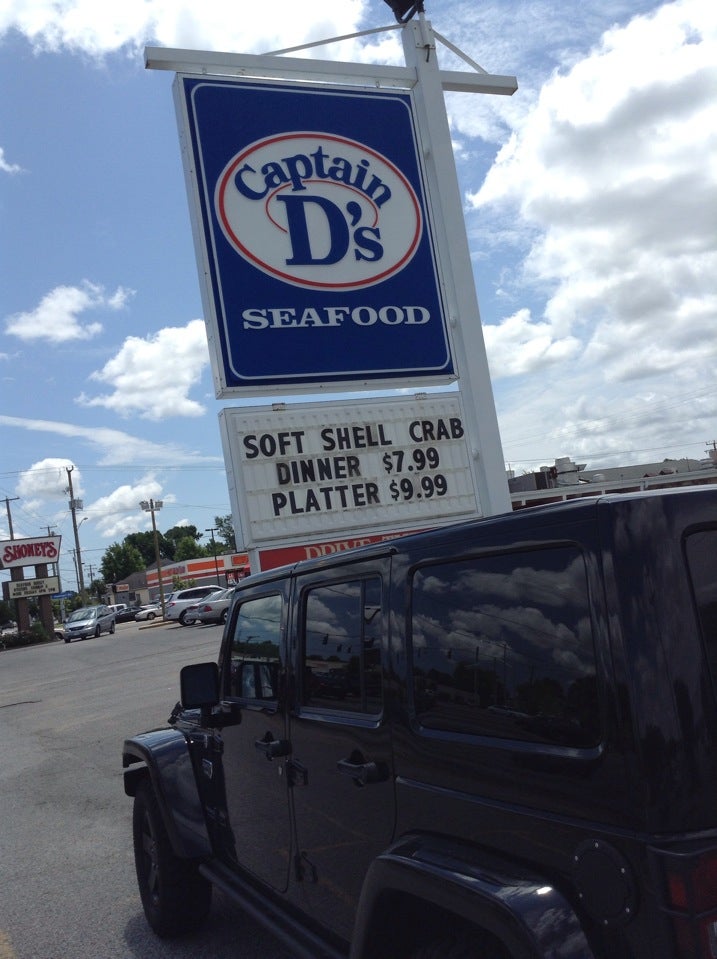 Captain
D's
SEAFOOD
SOFT SHELL CRAB
DINNER $7.99
PLATTER $9.99
SHONEY'S